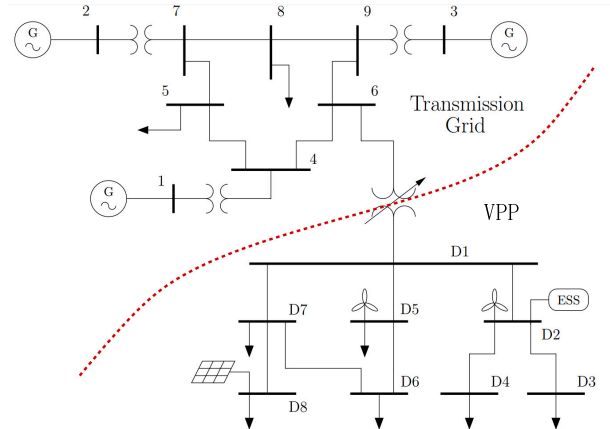 2
7
8
9
3
G
G
5
6
Transmission
Grid
4
1
G
VPP
D1
ESS
D7
D5
D2
D8
D6
D4
D3